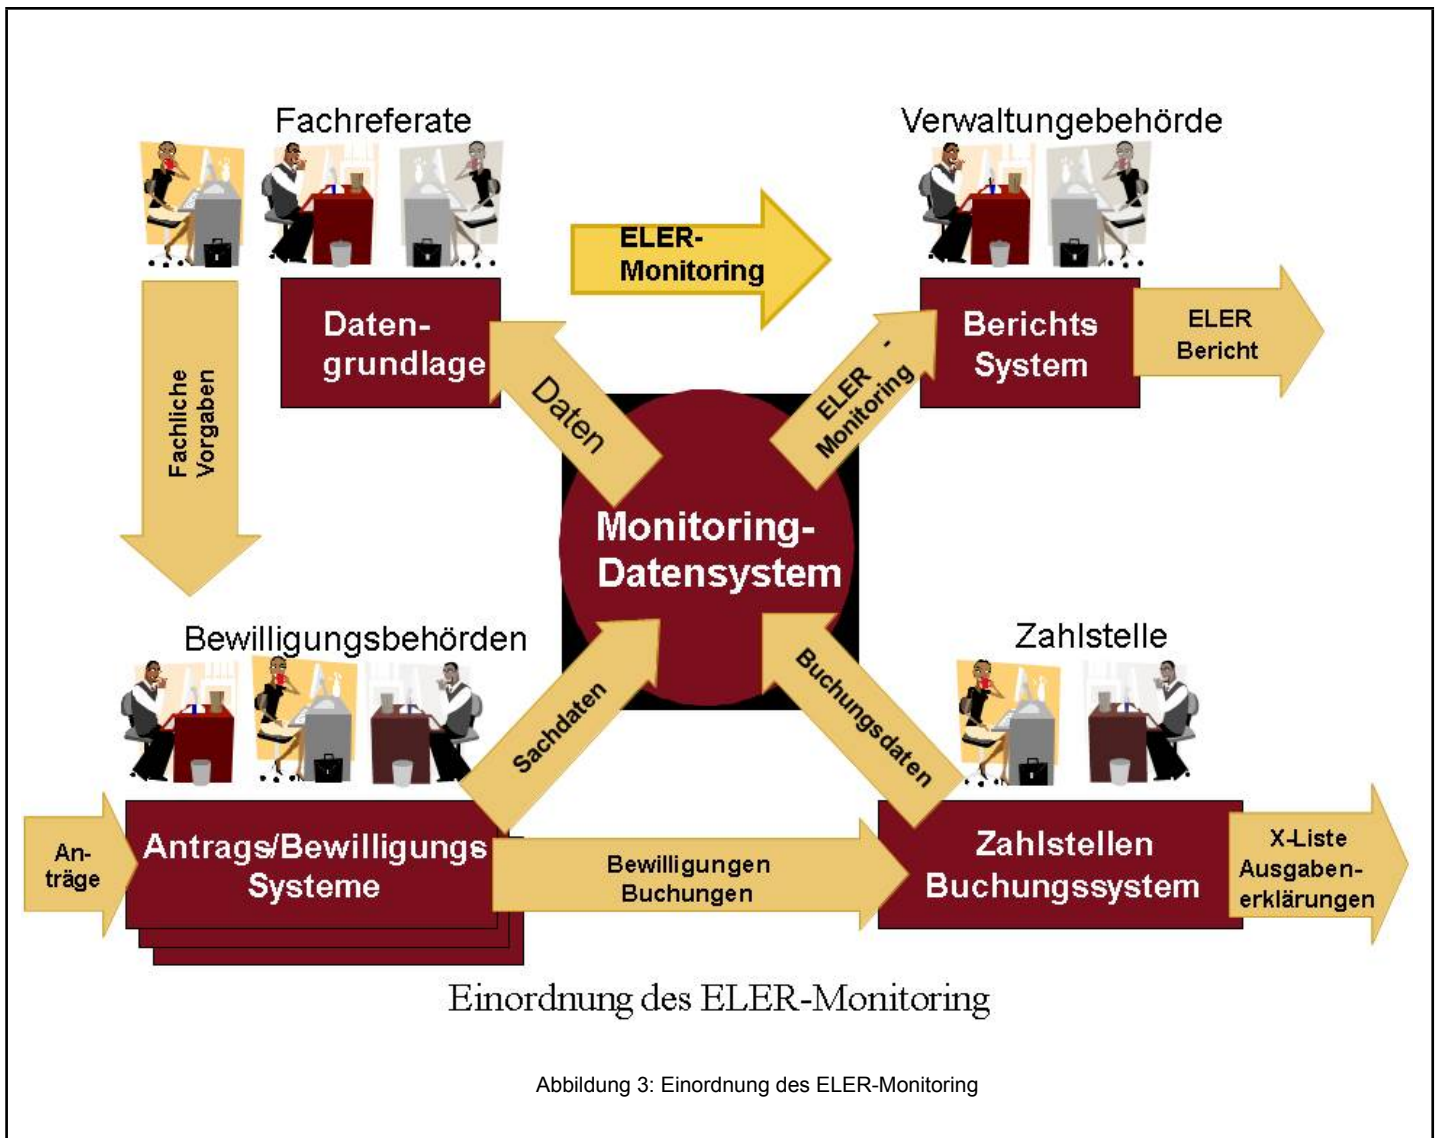 Fachreferate
Verwaltungebehörde
ELER-
Monitoring
Daten-
grundlage
Berichts
System
ELER
Bericht
Fachliche
Vorgaben
Daten
ELER -
Monitoring
Monitoring-
Datensystem
Bewilligungsbehörden
Zahlstelle
Sachdaten
Buchungsdaten
An-
träge
Antrags/Bewilligungs
Systeme
Bewilligungen
Buchungen
Zahlstellen
Buchungssystem
X-Liste
Ausgaben-
erklärungen
Einordnung des ELER-Monitoring
Abbildung 3: Einordnung des ELER-Monitoring